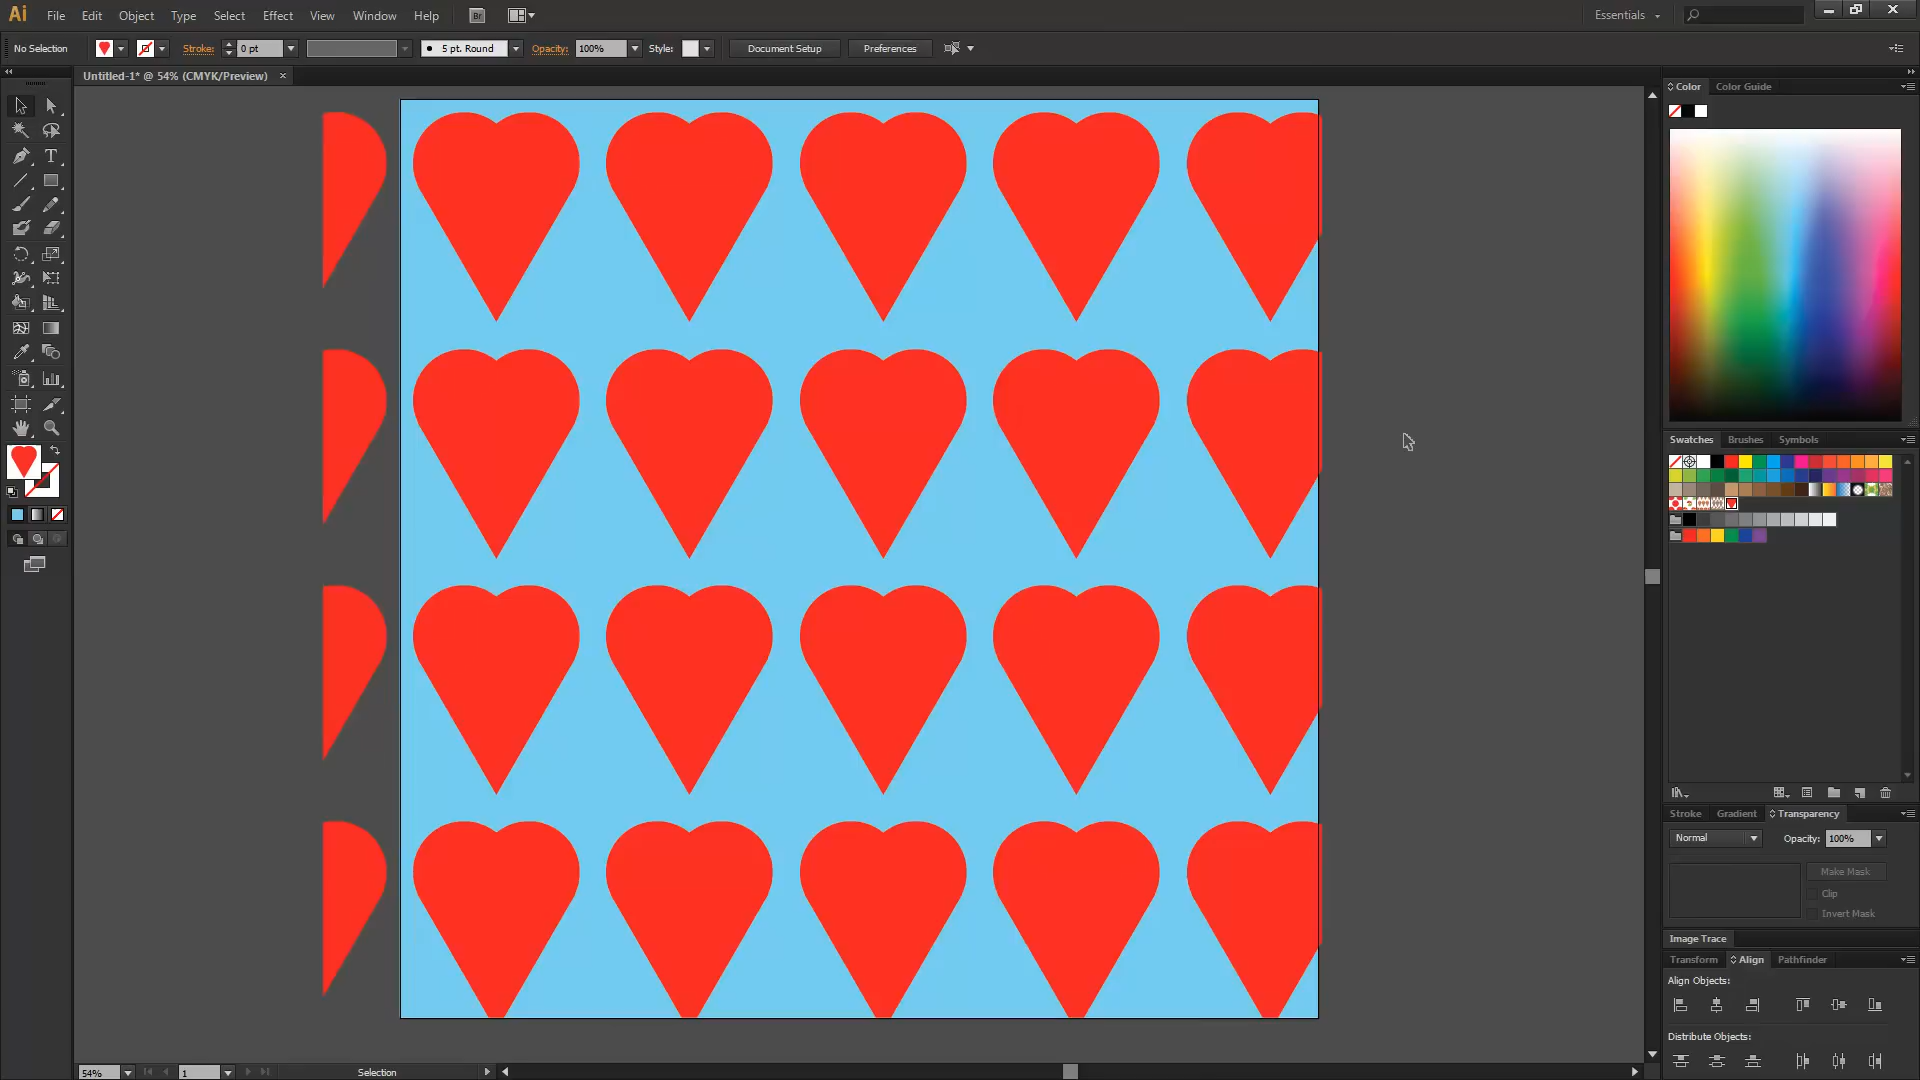 Ai File Edit Object Type Select Effect View Window Help Br Essentials
No Selection Stroke: 0 pt 5 pt. Round Opacity: 100% Style: Document Setup Preferences
Untitled-1* @ 54% (CMYK/Preview)
Color Color Guide
T
Swatches Brushes Symbols
Stroke Gradient Transparency
Normal Opacity: 100%
Make Mask
Clip
Invert Mask
Image Trace
Transform Align Pathfinder
Align Objects:
Distribute Objects:
54% 1 Selection